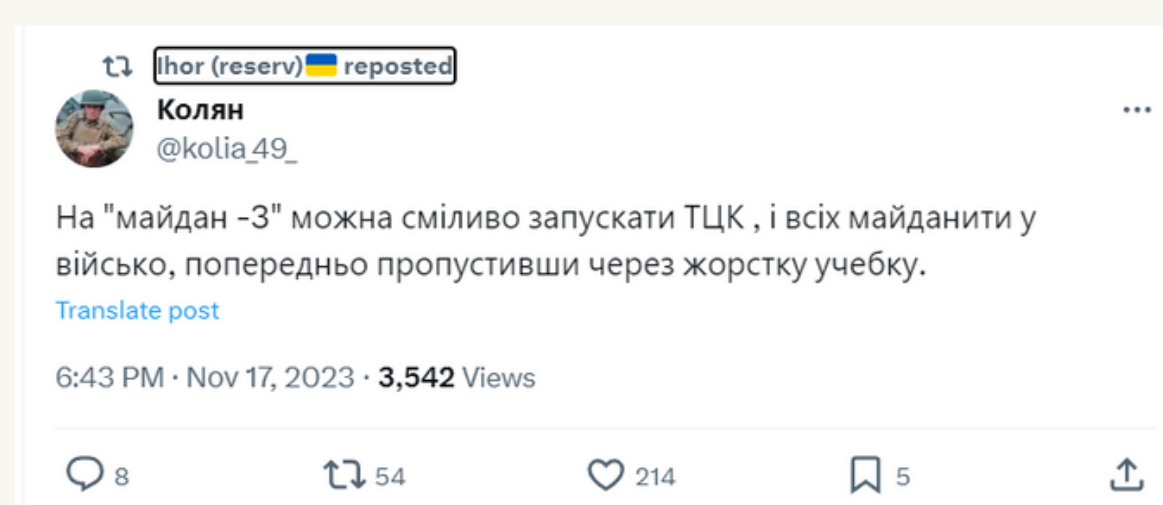 Ihor (reserv)🇺🇦 reposted
Колян
@kolia_49_
На "майдан -3" можна сміливо запускати ТЦК , і всіх майданити у
військо, попередньо пропустивши через жорстку учебку.
Translate post
6:43 PM · Nov 17, 2023 · 3,542 Views
8 54 214 5